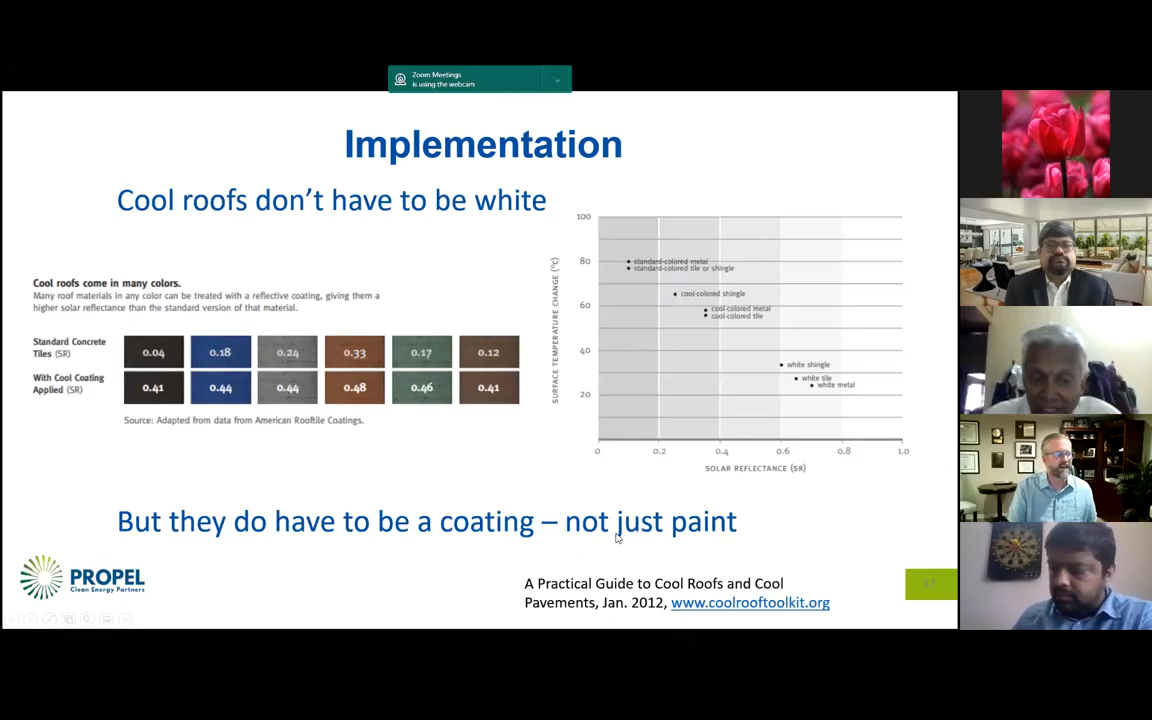 Zoom Meetings
is using the webcam
Implementation
Cool roofs don't have to be white
Cool roofs come in many colors.
Many roof materials in any color can be treated with a reflective coating, giving them a
higher solar reflectance than the standard version of that material.
Standard Concrete
Tiles (SR)
0.04 0.18 0.24 0.33 0.17 0.12
With Cool Coating
Applied (SR)
0.41 0.44 0.44 0.48 0.46 0.41
Source: Adapted from data from American Rooftile Coatings.
SURFACE TEMPERATURE CHANGE (°C)
100
80
60
40
20
standard-colored metal
standard-colored tile or shingle
cool-colored shingle
cool-colored metal
cool-colored tile
white shingle
white tile
white metal
0 0.2 0.4 0.6 0.8 1.0
SOLAR REFLECTANCE (SR)
But they do have to be a coating – not just paint
PROPEL
Clean Energy Partners
A Practical Guide to Cool Roofs and Cool
Pavements, Jan. 2012, www.coolrooftoolkit.org
17